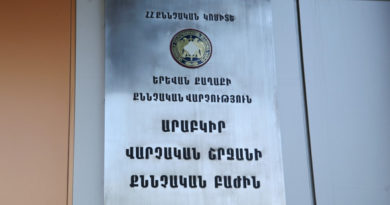 ՀՀ ՔՆՆՉԱԿԱՆ ԿՈՄԻՏԵ
ԵՐԵՎԱՆ ՔԱՂԱՔԻ
ՔՆՆՉԱԿԱՆ ՎԱՐՉՈՒԹՅՈՒՆ
ԱՐԱԲԿԻՐ
ՎԱՐՉԱԿԱՆ ՇՐՋԱՆԻ
ՔՆՆՉԱԿԱՆ ԲԱԺԻՆ